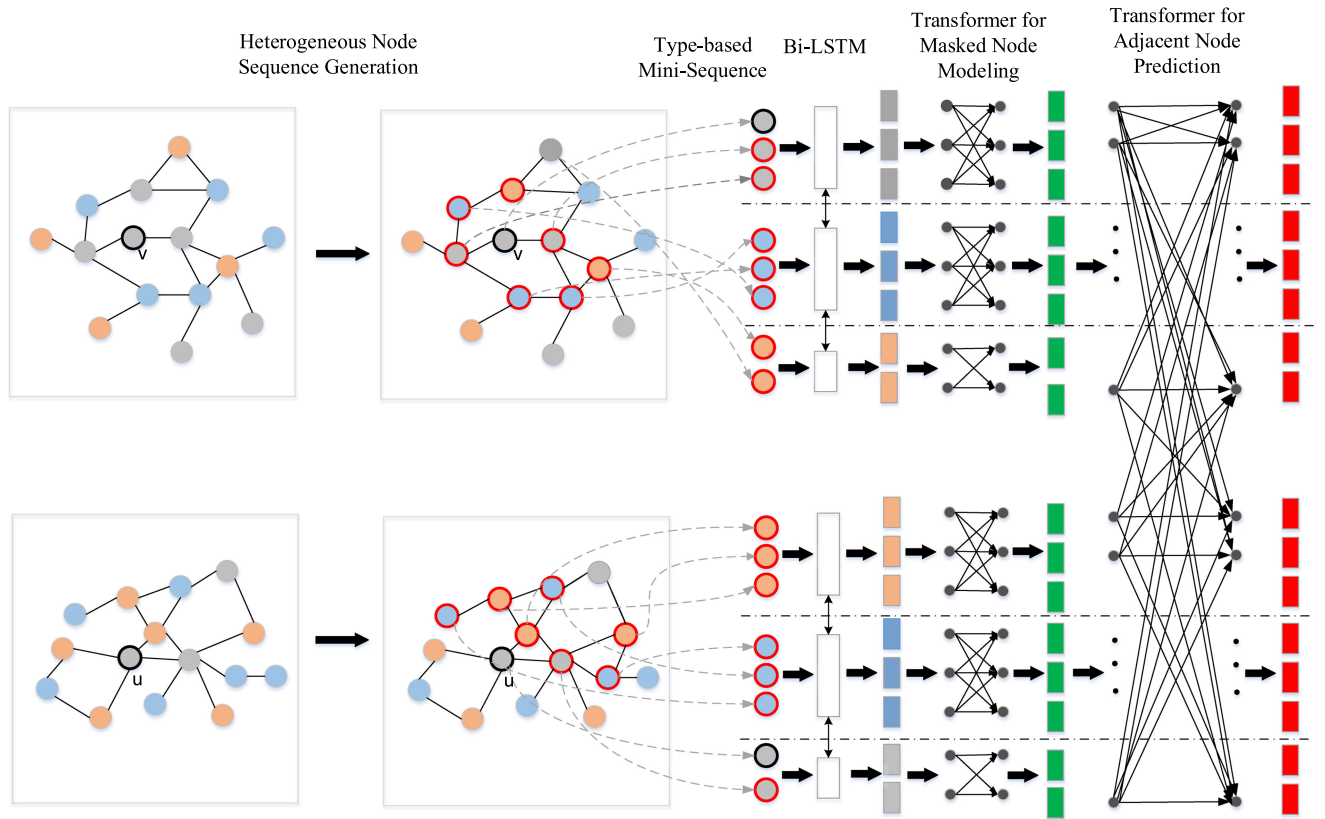 Heterogeneous Node
Sequence Generation
Type-based
Mini-Sequence
Bi-LSTM
Transformer for
Masked Node
Modeling
Transformer for
Adjacent Node
Prediction
v
v
u
u